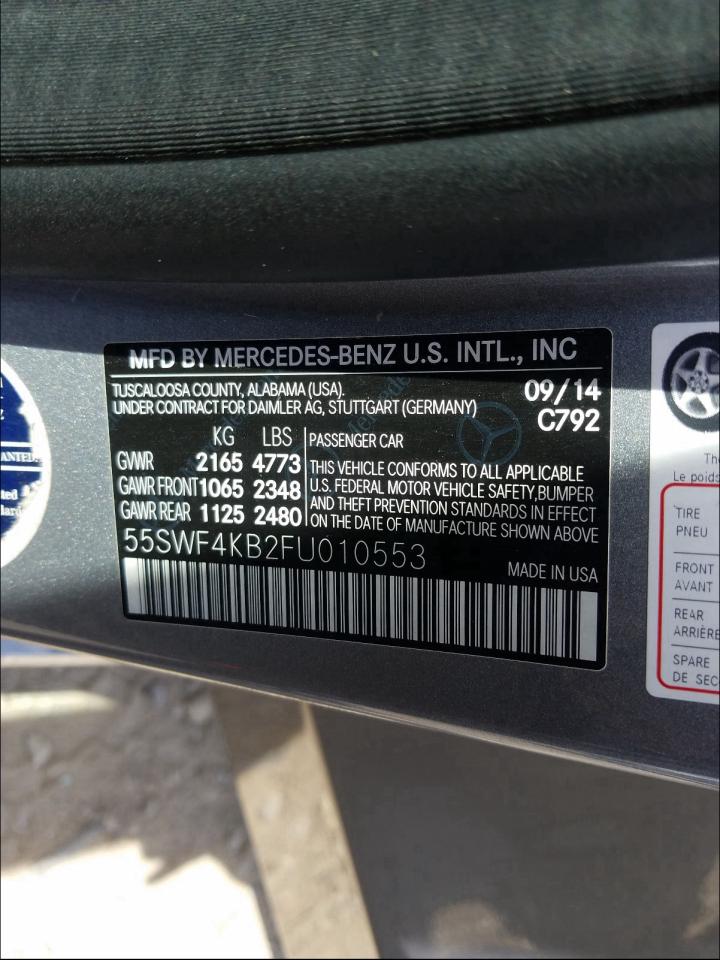 MFD BY MERCEDES-BENZ U.S. INTL., INC
TUSCALOOSA COUNTY, ALABAMA (USA).
UNDER CONTRACT FOR DAIMLER AG, STUTTGART (GERMANY)
09/14
C792
KG LBS
GVWR 2165 4773
GAWR FRONT 1065 2348
GAWR REAR 1125 2480
PASSENGER CAR
THIS VEHICLE CONFORMS TO ALL APPLICABLE
U.S. FEDERAL MOTOR VEHICLE SAFETY, BUMPER
AND THEFT PREVENTION STANDARDS IN EFFECT
ON THE DATE OF MANUFACTURE SHOWN ABOVE
55SWF4KB2FU010553
MADE IN USA
Le poids
TIRE
PNEU
FRONT
AVANT
REAR
ARRIÈRE
SPARE